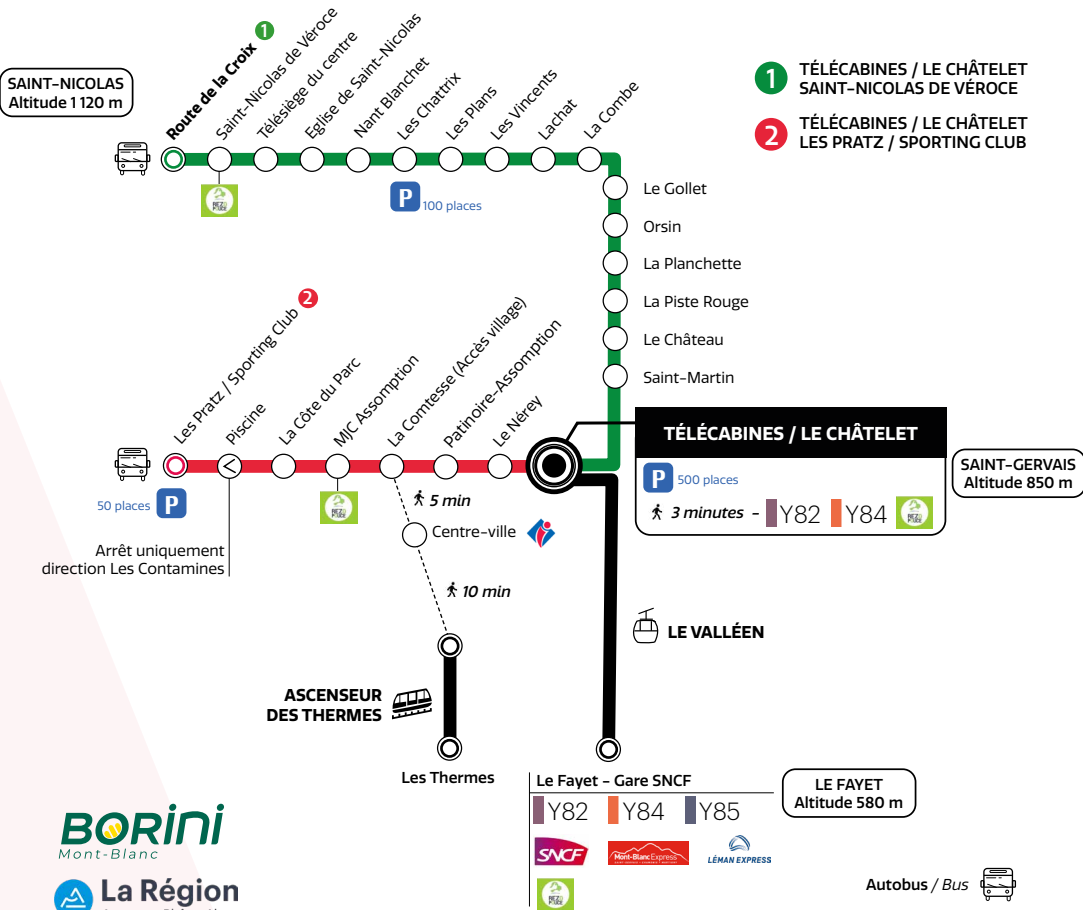 SAINT-NICOLAS
Altitude 1 120 m
Route de la Croix 1
Saint-Nicolas de Véroce
Télésiège du centre
Eglise de Saint-Nicolas
Nant Blanchet
Les Chattrix
Les Plans
Les Vincents
Lachat
La Combe
1 TÉLÉCABINES / LE CHÂTELET
SAINT-NICOLAS DE VÉROCE
2 TÉLÉCABINES / LE CHÂTELET
LES PRATZ / SPORTING CLUB
P 100 places
Le Gollet
Orsin
La Planchette
La Piste Rouge
Le Château
Saint-Martin
Les Pratz / Sporting Club 2
Piscine
La Côte du Parc
MJC Assomption
La Comtesse (Accès village)
Patinoire-Assomption
Le Nérey
TÉLÉCABINES / LE CHÂTELET
P 500 places
3 minutes - Y82 Y84
SAINT-GERVAIS
Altitude 850 m
50 places P
Arrêt uniquement
direction Les Contamines
5 min
Centre-ville
10 min
LE VALLÉEN
ASCENSEUR
DES THERMES
Les Thermes
Le Fayet - Gare SNCF
Y82 Y84 Y85
SNCF
Mont-Blanc Express
LÉMAN EXPRESS
LE FAYET
Altitude 580 m
BORINI
Mont-Blanc
La Région
Autobus / Bus